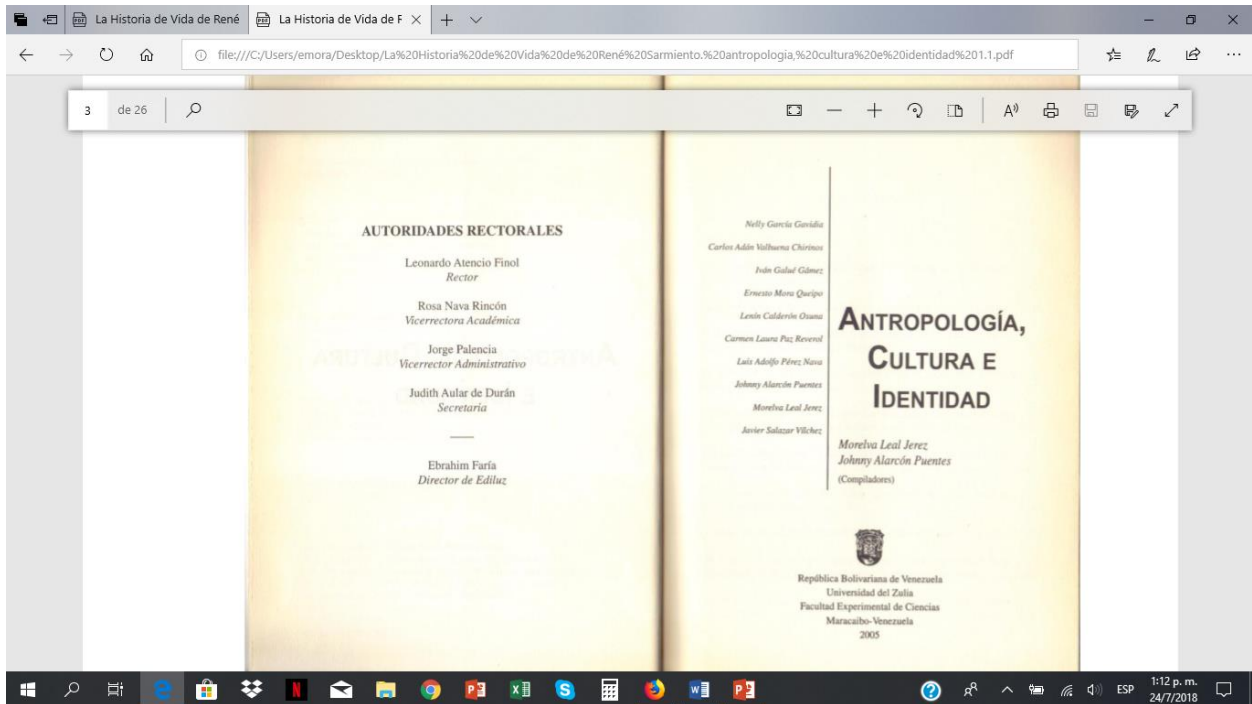 La Historia de Vida de René
La Historia de Vida de F
file:///C:/Users/emora/Desktop/La%20Historia%20de%20Vida%20de%20René%20Sarmiento.%20antropologia,%20cultura%20e%20identidad%201.1.pdf
3 de 26
AUTORIDADES RECTORALES
Leonardo Atencio Finol
Rector
Rosa Nava Rincón
Vicerrectora Académica
Jorge Palencia
Vicerrector Administrativo
Judith Aular de Durán
Secretaria
Ebrahim Faría
Director de Ediluz
Nelly García Gavidia
Carlos Adán Valbuena Chirinos
Iván Galué Gámez
Ernesto Mora Queipo
Lenín Calderón Osuna
Carmen Laura Paz Reverol
Luis Adolfo Pérez Nava
Johnny Alarcón Puentes
Morelva Leal Jerez
Javier Salazar Vílchez
ANTROPOLOGÍA,
CULTURA E
IDENTIDAD
Morelva Leal Jerez
Johnny Alarcón Puentes
(Compiladores)
República Bolivariana de Venezuela
Universidad del Zulia
Facultad Experimental de Ciencias
Maracaibo-Venezuela
2005
ESP
1:12 p. m.
24/7/2018